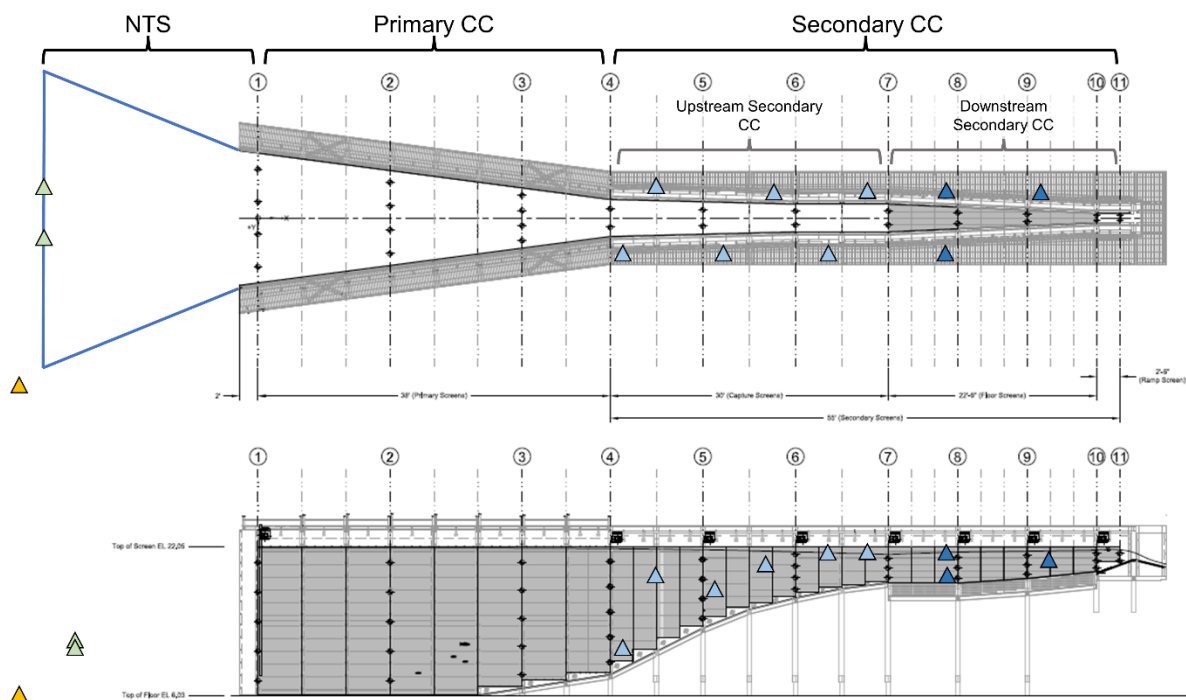 NTS
Primary CC
Secondary CC
1 2 3 4 5 6 7 8 9 10 11
Upstream Secondary
CC
Downstream
Secondary CC
X
+Y
2'
38' (Primary Screens)
30' (Capture Screens)
22'-6" (Floor Screens)
2'-6"
(Ramp Screen)
55' (Secondary Screens)
1 2 3 4 5 6 7 8 9 10 11
Top of Screen EL 22.05
Top of Floor EL 6.03